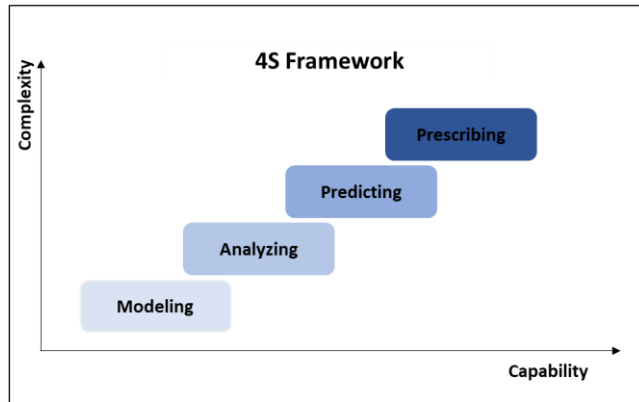 4S Framework
Complexity
Prescribing
Predicting
Analyzing
Modeling
Capability